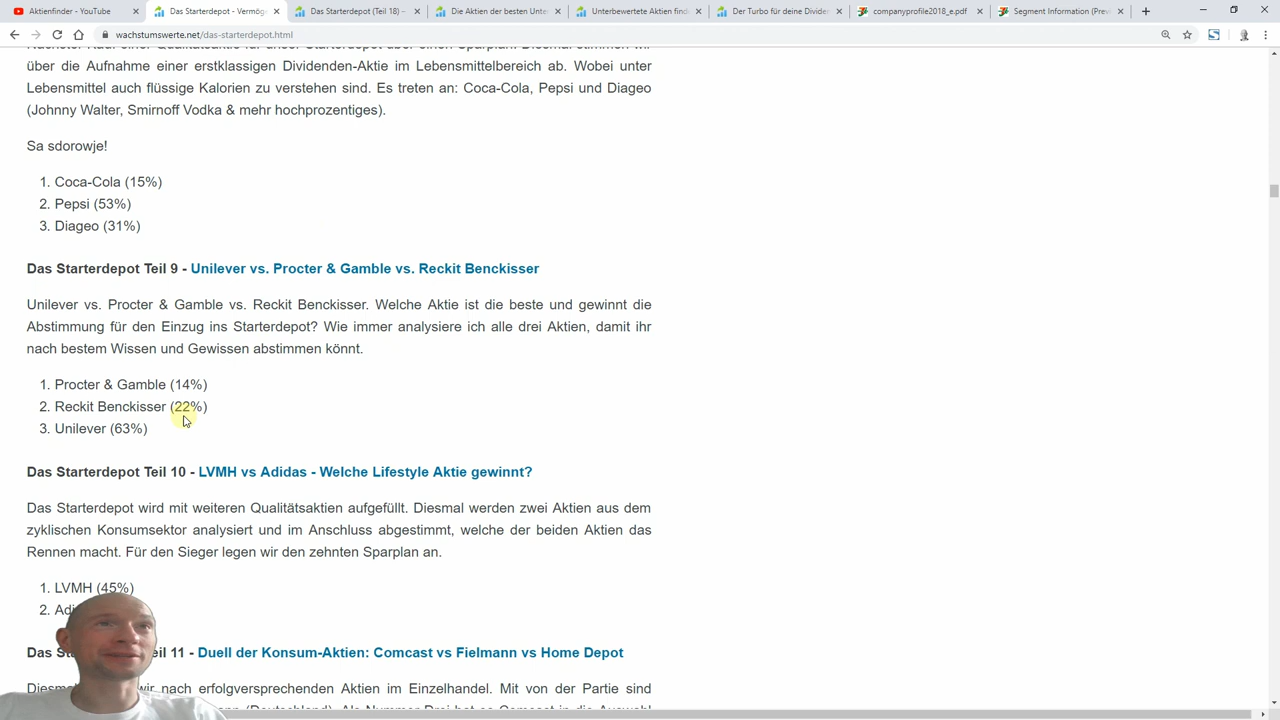 Aktienfinder - YouTube
Das Starterdepot - Vermög
Das Starterdepot (Teil 18) –
Die Aktien der besten Unte
Unterbewertete Aktien find
Der Turbo für deine Divide
companyprofile2018_e.pdf
Segment Information (Prev
wachstumswerte.net/das-starterdepot.html
über die Aufnahme einer erstklassigen Dividenden-Aktie im Lebensmittelbereich ab. Wobei unter
Lebensmittel auch flüssige Kalorien zu verstehen sind. Es treten an: Coca-Cola, Pepsi und Diageo
(Johnny Walter, Smirnoff Vodka & mehr hochprozentiges).
Sa sdorowje!
1. Coca-Cola (15%)
2. Pepsi (53%)
3. Diageo (31%)
Das Starterdepot Teil 9 - Unilever vs. Procter & Gamble vs. Reckit Benckisser
Unilever vs. Procter & Gamble vs. Reckit Benckisser. Welche Aktie ist die beste und gewinnt die
Abstimmung für den Einzug ins Starterdepot? Wie immer analysiere ich alle drei Aktien, damit ihr
nach bestem Wissen und Gewissen abstimmen könnt.
1. Procter & Gamble (14%)
2. Reckit Benckisser (22%)
3. Unilever (63%)
Das Starterdepot Teil 10 - LVMH vs Adidas - Welche Lifestyle Aktie gewinnt?
Das Starterdepot wird mit weiteren Qualitätsaktien aufgefüllt. Diesmal werden zwei Aktien aus dem
zyklischen Konsumsektor analysiert und im Anschluss abgestimmt, welche der beiden Aktien das
Rennen macht. Für den Sieger legen wir den zehnten Sparplan an.
1. LVMH (45%)
2. Adi
Das St eil 11 - Duell der Konsum-Aktien: Comcast vs Fielmann vs Home Depot
Diesm wir nach erfolgversprechenden Aktien im Einzelhandel. Mit von der Partie sind